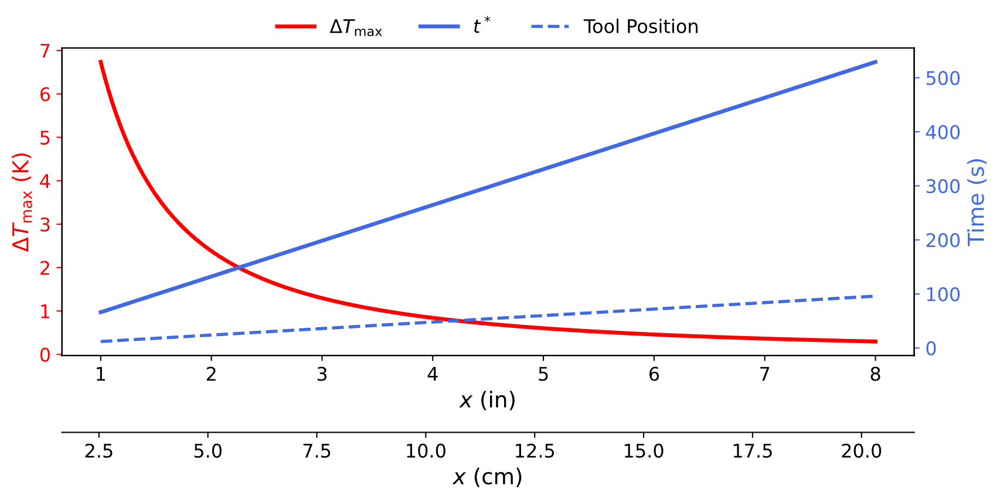 ΔTmax t* Tool Position
7
6
5
4
3
2
1
0
ΔTmax (K)
500
400
300
200
100
0
Time (s)
1 2 3 4 5 6 7 8
x (in)
2.5 5.0 7.5 10.0 12.5 15.0 17.5 20.0
x (cm)